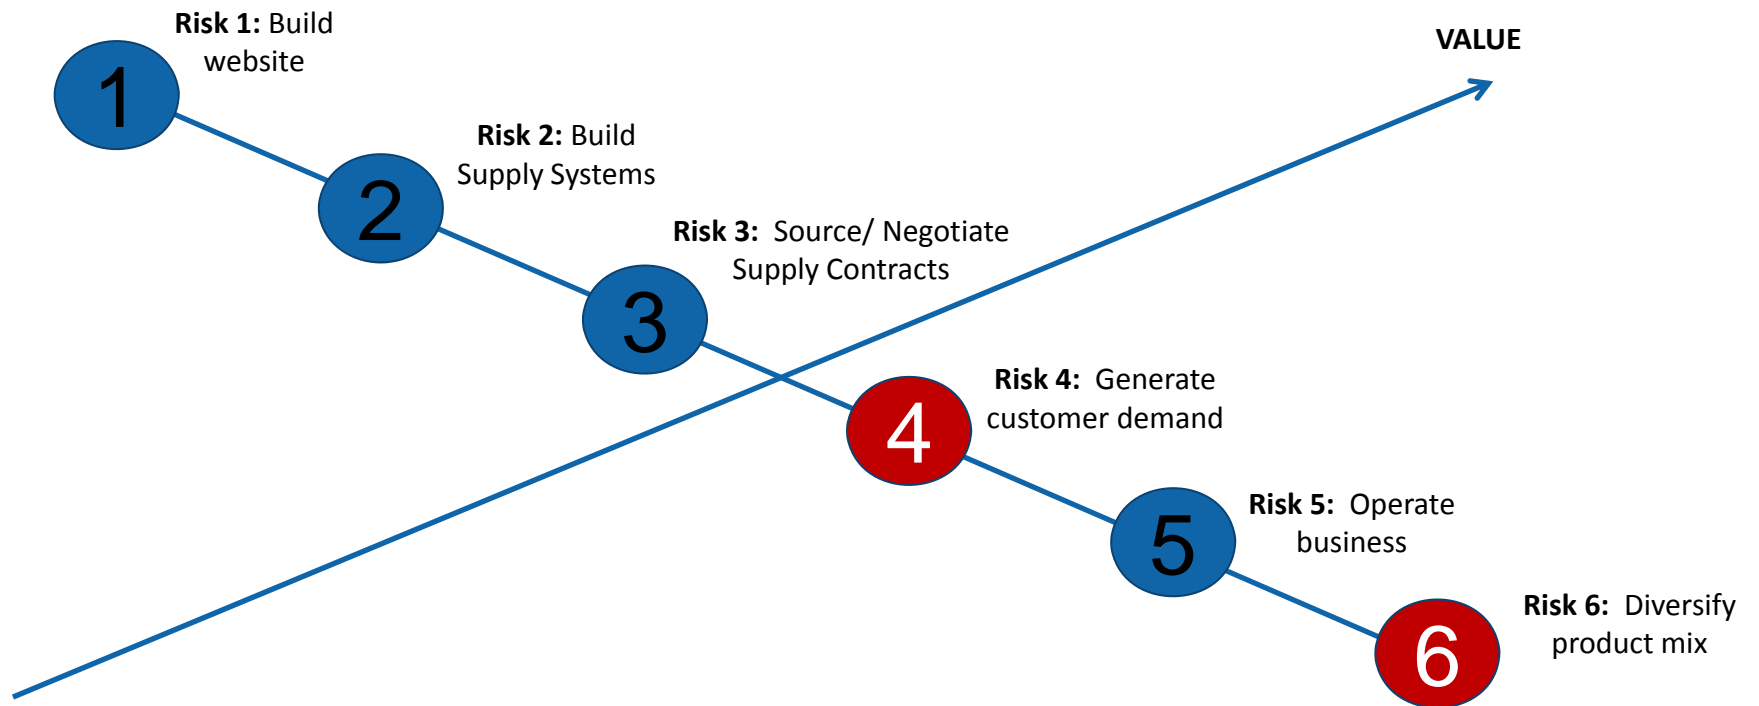 1
Risk 1: Build
website
VALUE
2
Risk 2: Build
Supply Systems
3
Risk 3:  Source/ Negotiate
Supply Contracts
4
Risk 4:  Generate
customer demand
5
Risk 5:  Operate
business
6
Risk 6:  Diversify
product mix